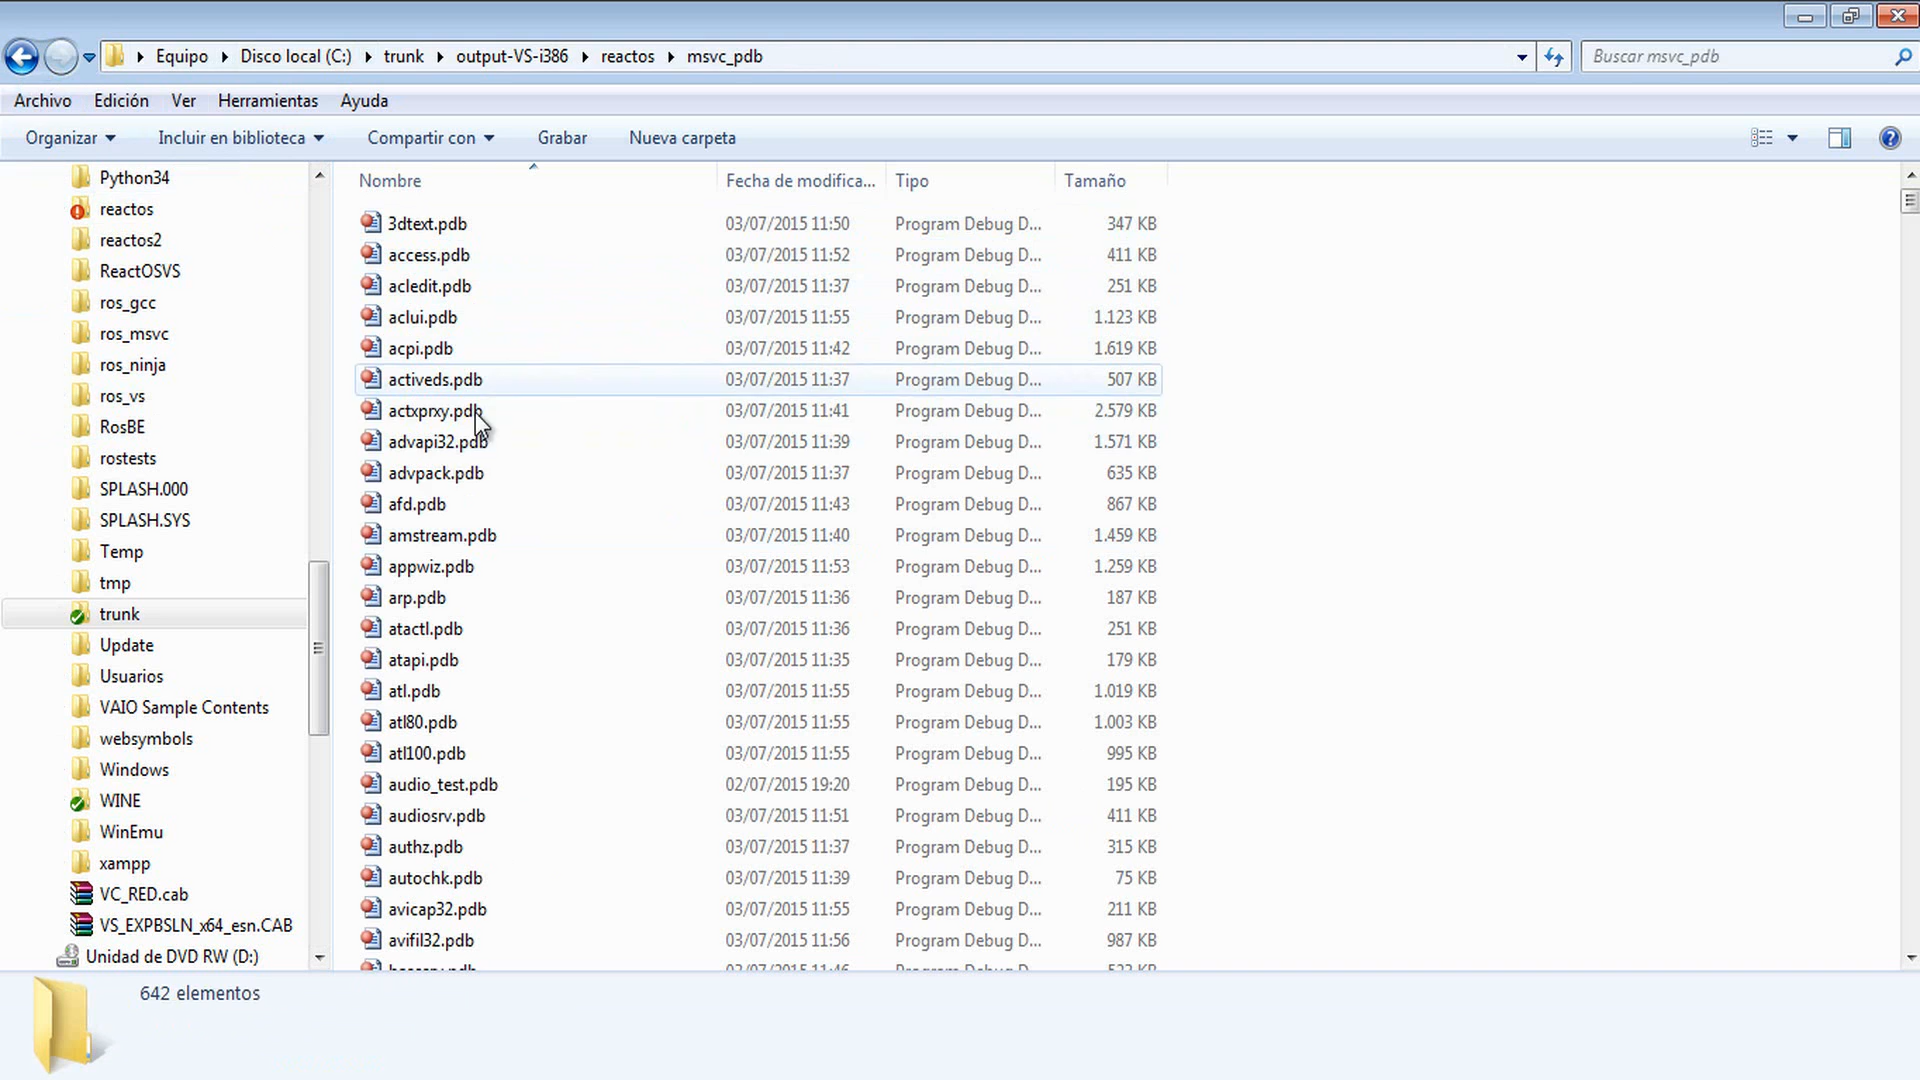 Equipo Disco local (C:) trunk output-VS-i386 reactos msvc_pdb
Buscar msvc_pdb
Archivo Edición Ver Herramientas Ayuda
Organizar Incluir en biblioteca Compartir con Grabar Nueva carpeta
Python34
reactos
reactos2
ReactOSVS
ros_gcc
ros_msvc
ros_ninja
ros_vs
RosBE
rostests
SPLASH.000
SPLASH.SYS
Temp
tmp
trunk
Update
Usuarios
VAIO Sample Contents
websymbols
Windows
WINE
WinEmu
xampp
VC_RED.cab
VS_EXPBSLN_x64_esn.CAB
Unidad de DVD RW (D:)
Nombre Fecha de modifica... Tipo Tamaño
3dtext.pdb 03/07/2015 11:50 Program Debug D... 347 KB
access.pdb 03/07/2015 11:52 Program Debug D... 411 KB
acledit.pdb 03/07/2015 11:37 Program Debug D... 251 KB
aclui.pdb 03/07/2015 11:55 Program Debug D... 1.123 KB
acpi.pdb 03/07/2015 11:42 Program Debug D... 1.619 KB
activeds.pdb 03/07/2015 11:37 Program Debug D... 507 KB
actxprxy.pdb 03/07/2015 11:41 Program Debug D... 2.579 KB
advapi32.pdb 03/07/2015 11:39 Program Debug D... 1.571 KB
advpack.pdb 03/07/2015 11:37 Program Debug D... 635 KB
afd.pdb 03/07/2015 11:43 Program Debug D... 867 KB
amstream.pdb 03/07/2015 11:40 Program Debug D... 1.459 KB
appwiz.pdb 03/07/2015 11:53 Program Debug D... 1.259 KB
arp.pdb 03/07/2015 11:36 Program Debug D... 187 KB
atactl.pdb 03/07/2015 11:36 Program Debug D... 251 KB
atapi.pdb 03/07/2015 11:35 Program Debug D... 179 KB
atl.pdb 03/07/2015 11:55 Program Debug D... 1.019 KB
atl80.pdb 03/07/2015 11:55 Program Debug D... 1.003 KB
atl100.pdb 03/07/2015 11:55 Program Debug D... 995 KB
audio_test.pdb 02/07/2015 19:20 Program Debug D... 195 KB
audiosrv.pdb 03/07/2015 11:51 Program Debug D... 411 KB
authz.pdb 03/07/2015 11:37 Program Debug D... 315 KB
autochk.pdb 03/07/2015 11:39 Program Debug D... 75 KB
avicap32.pdb 03/07/2015 11:55 Program Debug D... 211 KB
avifil32.pdb 03/07/2015 11:56 Program Debug D... 987 KB
642 elementos